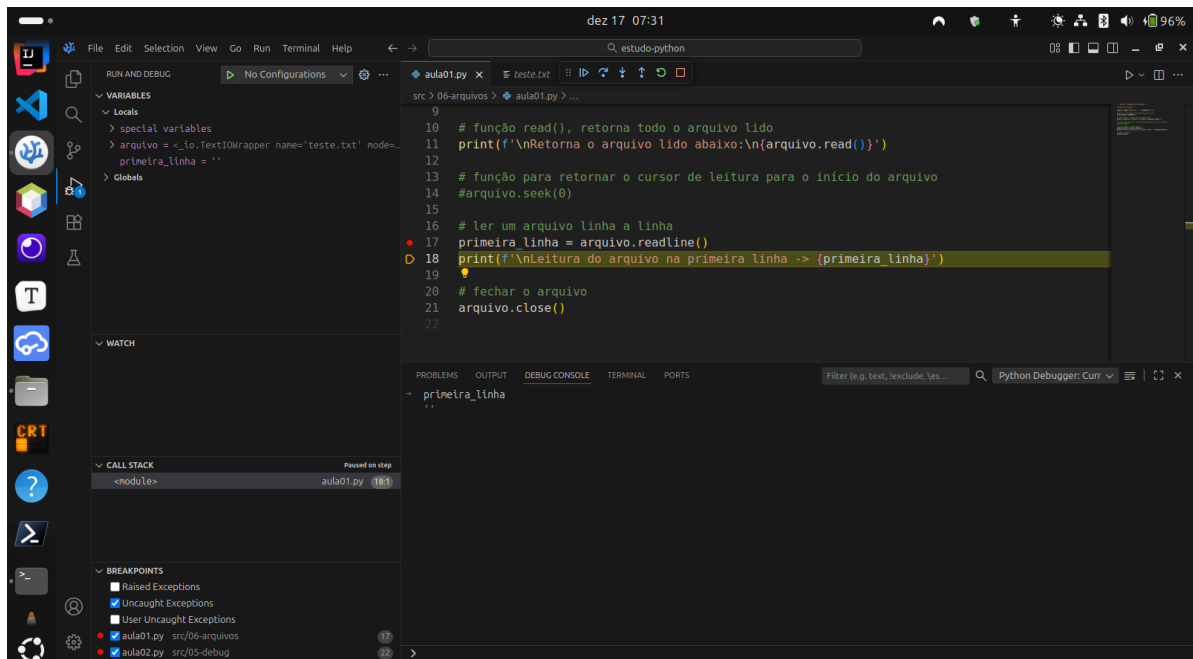 dez 17 07:31
96%
File Edit Selection View Go Run Terminal Help
estudo-python
RUN AND DEBUG
No Configurations
VARIABLES
Locals
special variables
arquivo = <_io.TextIOWrapper name='teste.txt' mode=…
primeira_linha = ''
Globals
WATCH
CALL STACK
Paused on step
<module>
aula01.py 18:1
BREAKPOINTS
Raised Exceptions
Uncaught Exceptions
User Uncaught Exceptions
aula01.py src/06-arquivos 17
aula02.py src/05-debug 22
aula01.py
teste.txt
src > 06-arquivos > aula01.py > ...
9
10 # função read(), retorna todo o arquivo lido
11 print(f'\nRetorna o arquivo lido abaixo:\n{arquivo.read()}')
12
13 # função para retornar o cursor de leitura para o início do arquivo
14 #arquivo.seek(0)
15
16 # ler um arquivo linha a linha
17 primeira_linha = arquivo.readline()
18 print(f'\nLeitura do arquivo na primeira linha -> {primeira_linha}')
19
20 # fechar o arquivo
21 arquivo.close()
22
PROBLEMS OUTPUT DEBUG CONSOLE TERMINAL PORTS
Filter (e.g. text, !exclude, \es...
Python Debugger: Curr
primeira_linha
''
IJ
1
T
CRT
?
>_